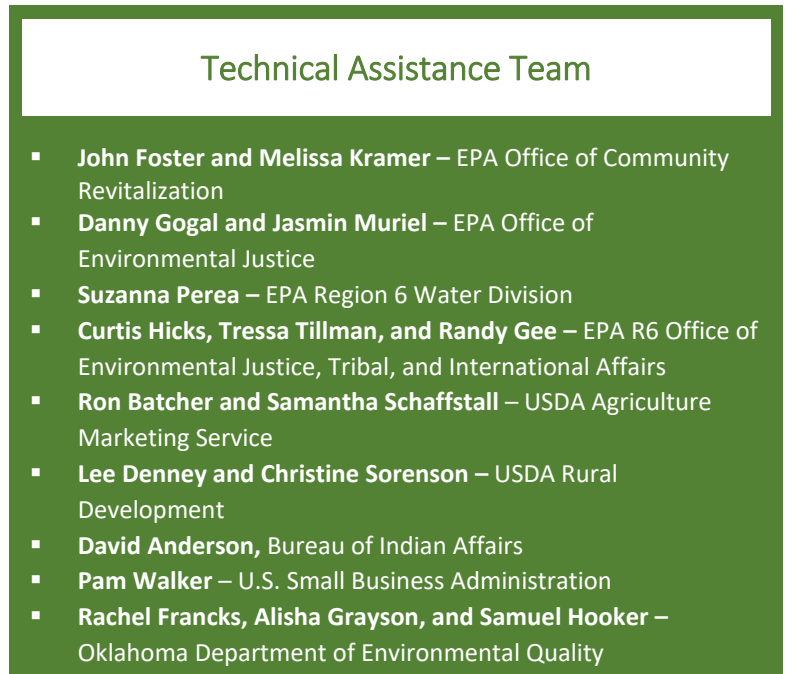 Technical Assistance Team
▪ John Foster and Melissa Kramer – EPA Office of Community
Revitalization
▪ Danny Gogal and Jasmin Muriel – EPA Office of
Environmental Justice
▪ Suzanna Perea – EPA Region 6 Water Division
▪ Curtis Hicks, Tressa Tillman, and Randy Gee – EPA R6 Office of
Environmental Justice, Tribal, and International Affairs
▪ Ron Batcher and Samantha Schaffstall – USDA Agriculture
Marketing Service
▪ Lee Denney and Christine Sorenson – USDA Rural
Development
▪ David Anderson, Bureau of Indian Affairs
▪ Pam Walker – U.S. Small Business Administration
▪ Rachel Francks, Alisha Grayson, and Samuel Hooker –
Oklahoma Department of Environmental Quality